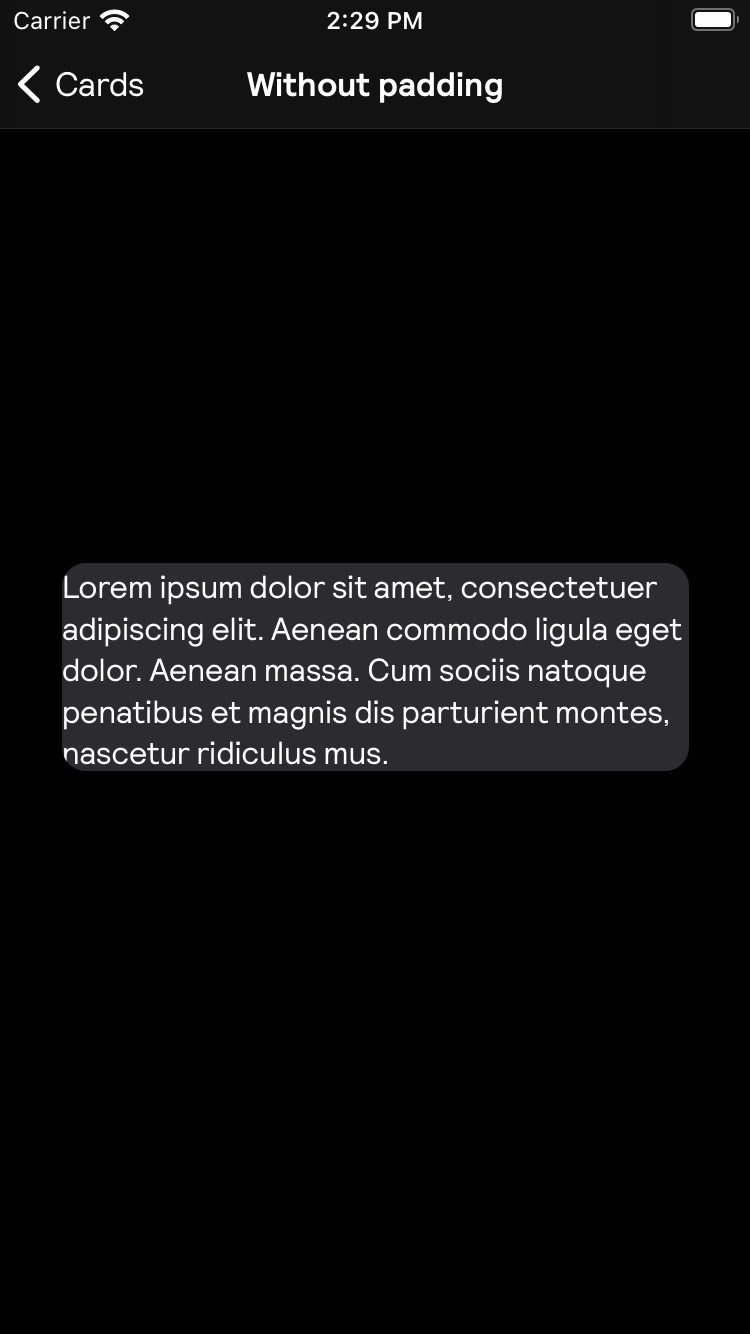 Carrier 2:29 PM
Cards Without padding
Lorem ipsum dolor sit amet, consectetuer
adipiscing elit. Aenean commodo ligula eget
dolor. Aenean massa. Cum sociis natoque
penatibus et magnis dis parturient montes,
nascetur ridiculus mus.